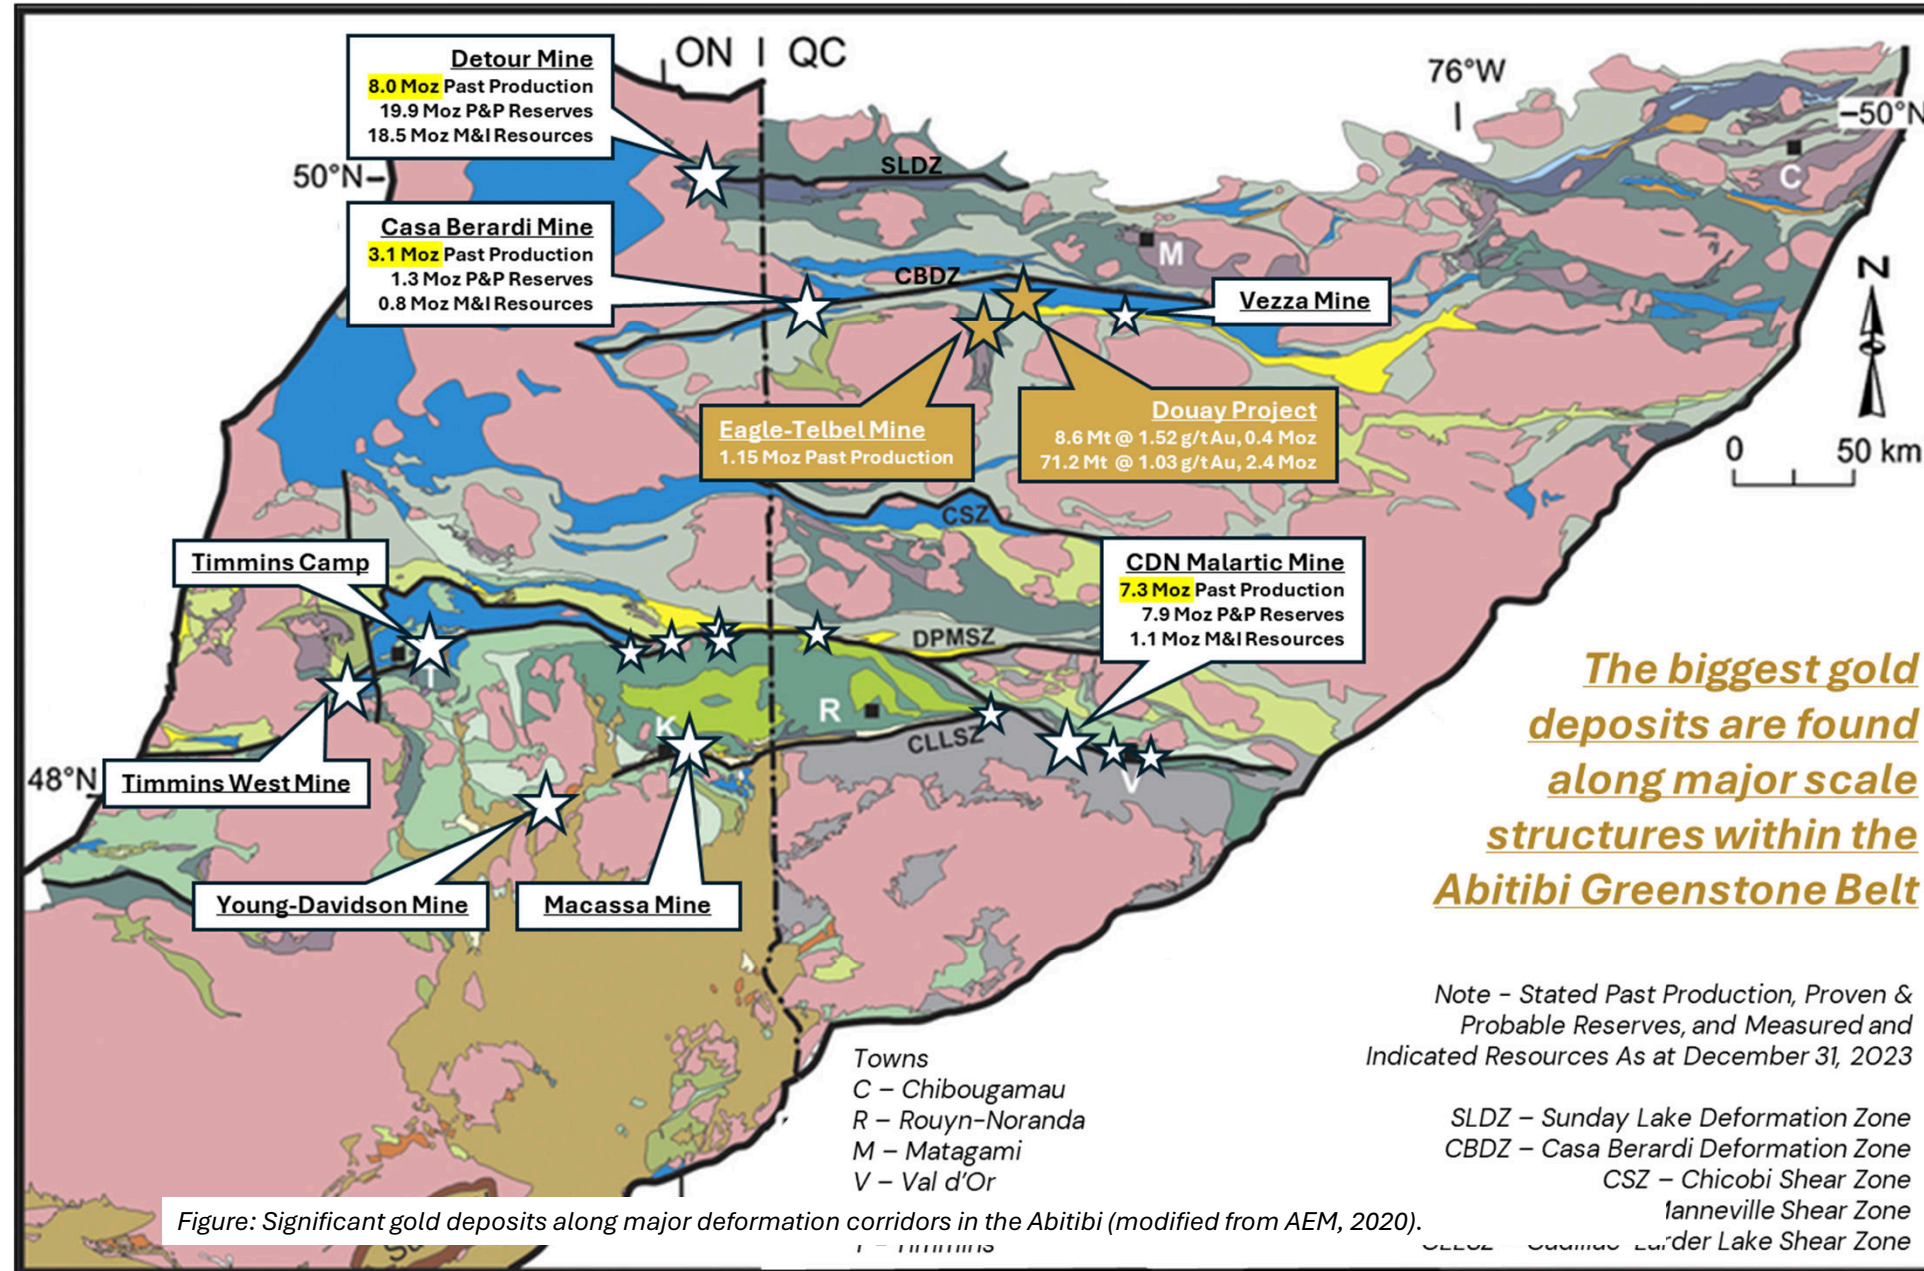 ON | QC
Detour Mine
8.0 Moz Past Production
19.9 Moz P&P Reserves
18.5 Moz M&I Resources
76°W
50°N
50°N
SLDZ
C
Casa Berardi Mine
3.1 Moz Past Production
1.3 Moz P&P Reserves
0.8 Moz M&I Resources
M
CBDZ
Vezza Mine
N
Eagle-Telbel Mine
1.15 Moz Past Production
Douay Project
8.6 Mt @ 1.52 g/t Au, 0.4 Moz
71.2 Mt @ 1.03 g/t Au, 2.4 Moz
0 50 km
CSZ
Timmins Camp
CDN Malartic Mine
7.3 Moz Past Production
7.9 Moz P&P Reserves
1.1 Moz M&I Resources
DPMSZ
T
R
K
CLLSZ
V
48°N
Timmins West Mine
Young-Davidson Mine
Macassa Mine
The biggest gold
deposits are found
along major scale
structures within the
Abitibi Greenstone Belt
Note - Stated Past Production, Proven &
Probable Reserves, and Measured and
Indicated Resources As at December 31, 2023
Towns
C – Chibougamau
R – Rouyn-Noranda
M – Matagami
V – Val d'Or
SLDZ – Sunday Lake Deformation Zone
CBDZ – Casa Berardi Deformation Zone
CSZ – Chicobi Shear Zone
Shear Zone
Lake Shear Zone
Figure: Significant gold deposits along major deformation corridors in the Abitibi (modified from AEM, 2020).